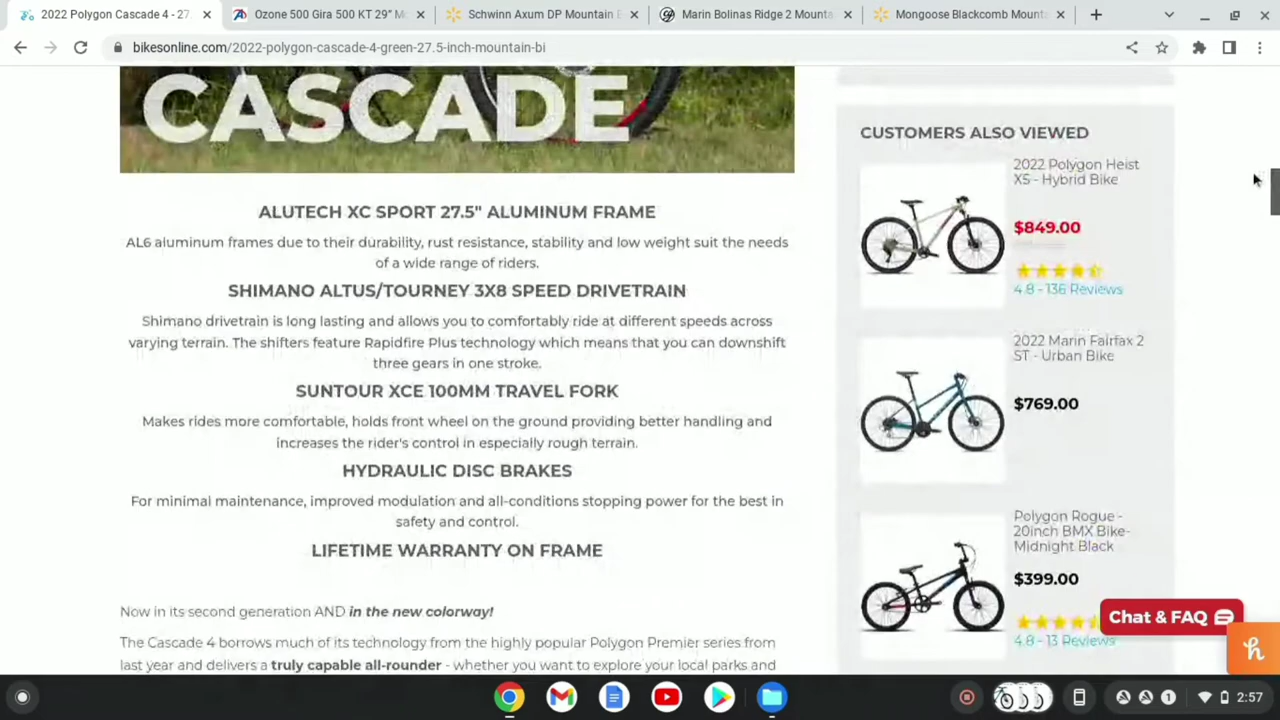 2022 Polygon Cascade 4 - 27.
Ozone 500 Gira 500 KT 29" M
Schwinn Axum DP Mountain E
Marin Bolinas Ridge 2 Mounta
Mongoose Blackcomb Mount
bikesonline.com/2022-polygon-cascade-4-green-27.5-inch-mountain-bi
CASCADE
ALUTECH XC SPORT 27.5" ALUMINUM FRAME
AL6 aluminum frames due to their durability, rust resistance, stability and low weight suit the needs
of a wide range of riders.
SHIMANO ALTUS/TOURNEY 3X8 SPEED DRIVETRAIN
Shimano drivetrain is long lasting and allows you to comfortably ride at different speeds across
varying terrain. The shifters feature Rapidfire Plus technology which means that you can downshift
three gears in one stroke.
SUNTOUR XCE 100MM TRAVEL FORK
Makes rides more comfortable, holds front wheel on the ground providing better handling and
increases the rider's control in especially rough terrain.
HYDRAULIC DISC BRAKES
For minimal maintenance, improved modulation and all-conditions stopping power for the best in
safety and control.
LIFETIME WARRANTY ON FRAME
Now in its second generation AND in the new colorway!
The Cascade 4 borrows much of its technology from the highly popular Polygon Premier series from
last year and delivers a truly capable all-rounder - whether you want to explore your local parks and
CUSTOMERS ALSO VIEWED
2022 Polygon Heist
X5 - Hybrid Bike
$849.00
4.8 - 136 Reviews
2022 Marin Fairfax 2
ST - Urban Bike
$769.00
Polygon Rogue -
20inch BMX Bike-
Midnight Black
$399.00
4.8 - 13 Reviews
Chat & FAQ
1
2:57